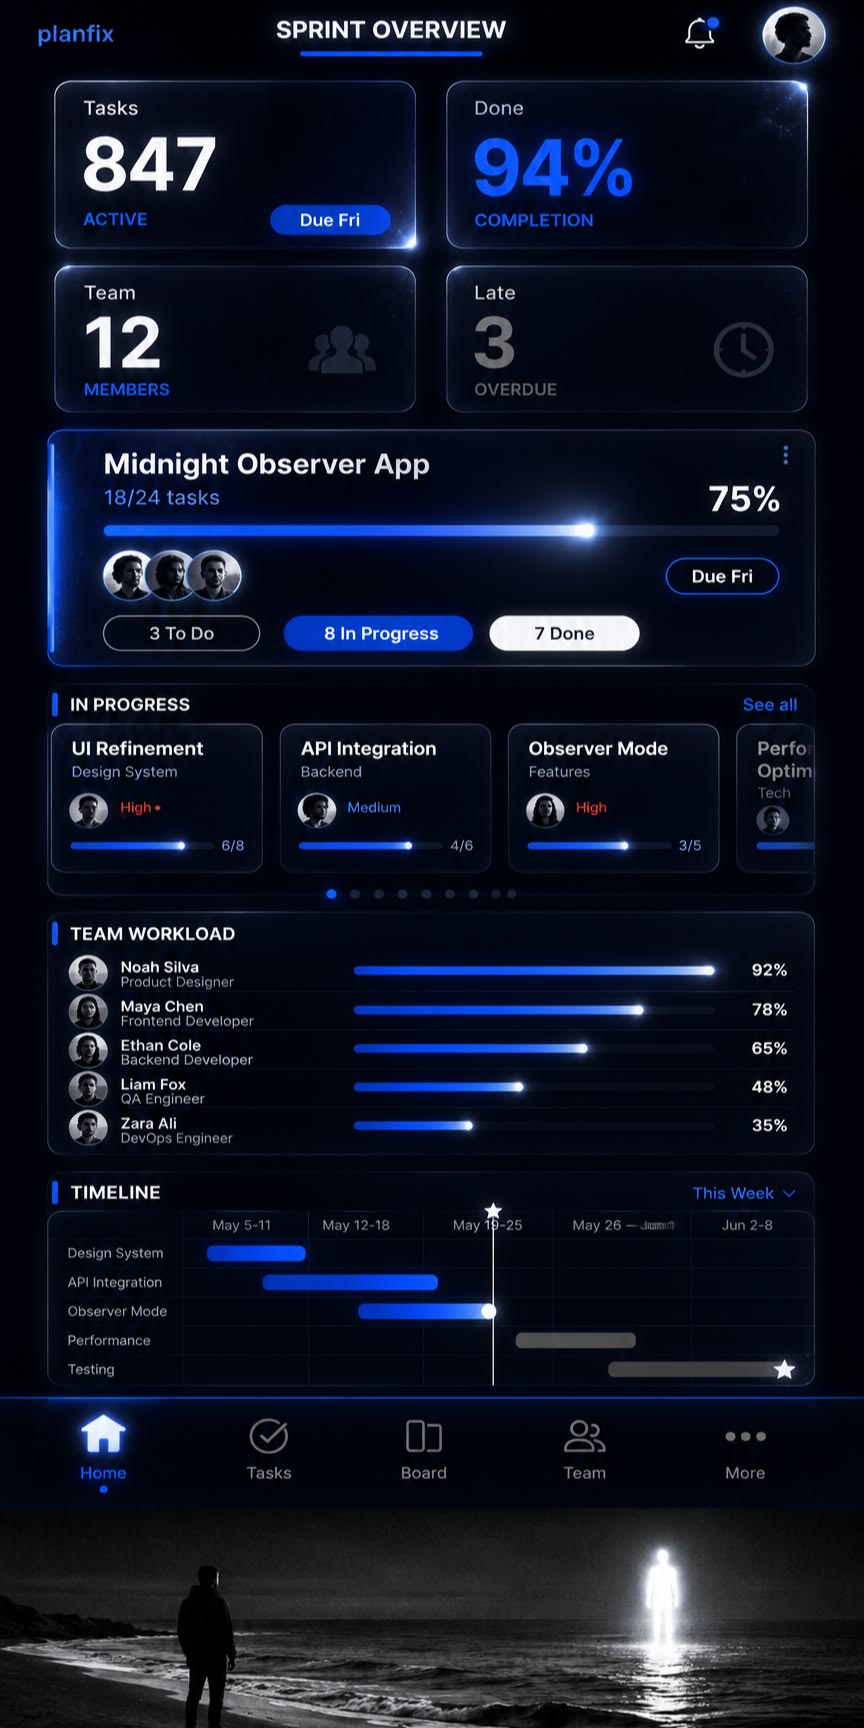 planfix
SPRINT OVERVIEW
Tasks
847
ACTIVE
Due Fri
Done
94%
COMPLETION
Team
12
MEMBERS
Late
3
OVERDUE
Midnight Observer App
18/24 tasks
75%
Due Fri
3 To Do
8 In Progress
7 Done
IN PROGRESS
See all
UI Refinement
Design System
High
6/8
API Integration
Backend
Medium
4/6
Observer Mode
Features
High
3/5
Perfor
Optim
Tech
TEAM WORKLOAD
Noah Silva
Product Designer
92%
Maya Chen
Frontend Developer
78%
Ethan Cole
Backend Developer
65%
Liam Fox
QA Engineer
48%
Zara Ali
DevOps Engineer
35%
TIMELINE
This Week
May 5-11
May 12-18
May 19-25
May 26 —
Jun 2-8
Design System
API Integration
Observer Mode
Performance
Testing
Home
Tasks
Board
Team
More